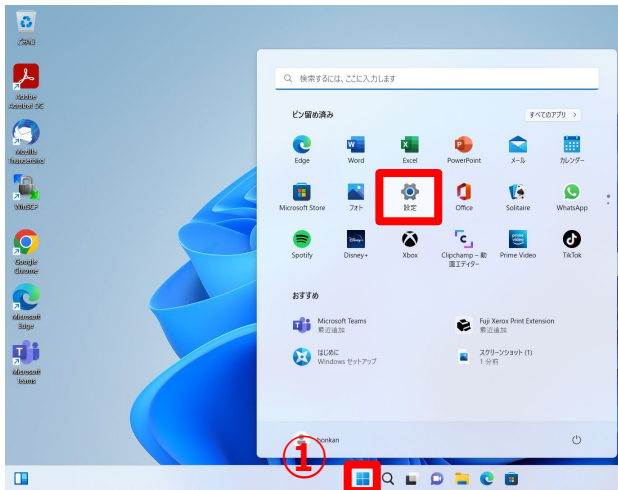 ごみ箱
Adobe
Acrobat DC
Mozilla
Thunderbird
WinSCP
Google
Chrome
Microsoft
Edge
Microsoft
Teams
検索するには、ここに入力します
ピン留め済み
すべてのアプリ >
Edge
Word
Excel
PowerPoint
メール
カレンダー
Microsoft Store
フォト
設定
Office
Solitaire
WhatsApp
Spotify
Disney+
Xbox
Clipchamp – 動
画エディター
Prime Video
TikTok
おすすめ
Microsoft Teams
最近追加
Fuji Xerox Print Extension
最近追加
はじめに
Windows セットアップ
スクリーンショット (1)
1 分前
honkan
①